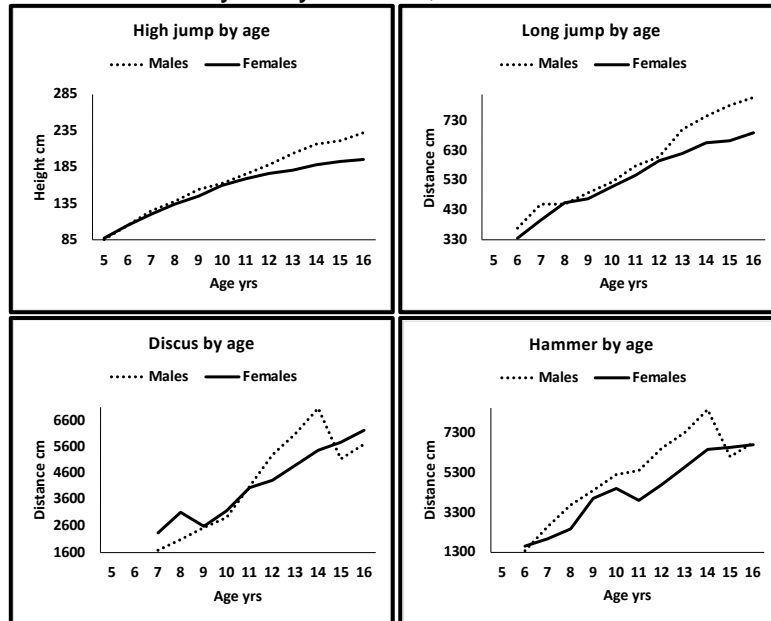 High jump by age
Males Females
285
235
185
135
85
Height cm
5 6 7 8 9 10 11 12 13 14 15 16
Age yrs
Long jump by age
Males Females
730
630
530
430
330
Distance cm
5 6 7 8 9 10 11 12 13 14 15 16
Age yrs
Discus by age
Males Females
6600
5600
4600
3600
2600
1600
Distance cm
5 6 7 8 9 10 11 12 13 14 15 16
Age yrs
Hammer by age
Males Females
7300
5300
3300
1300
Distance cm
5 6 7 8 9 10 11 12 13 14 15 16
Age yrs